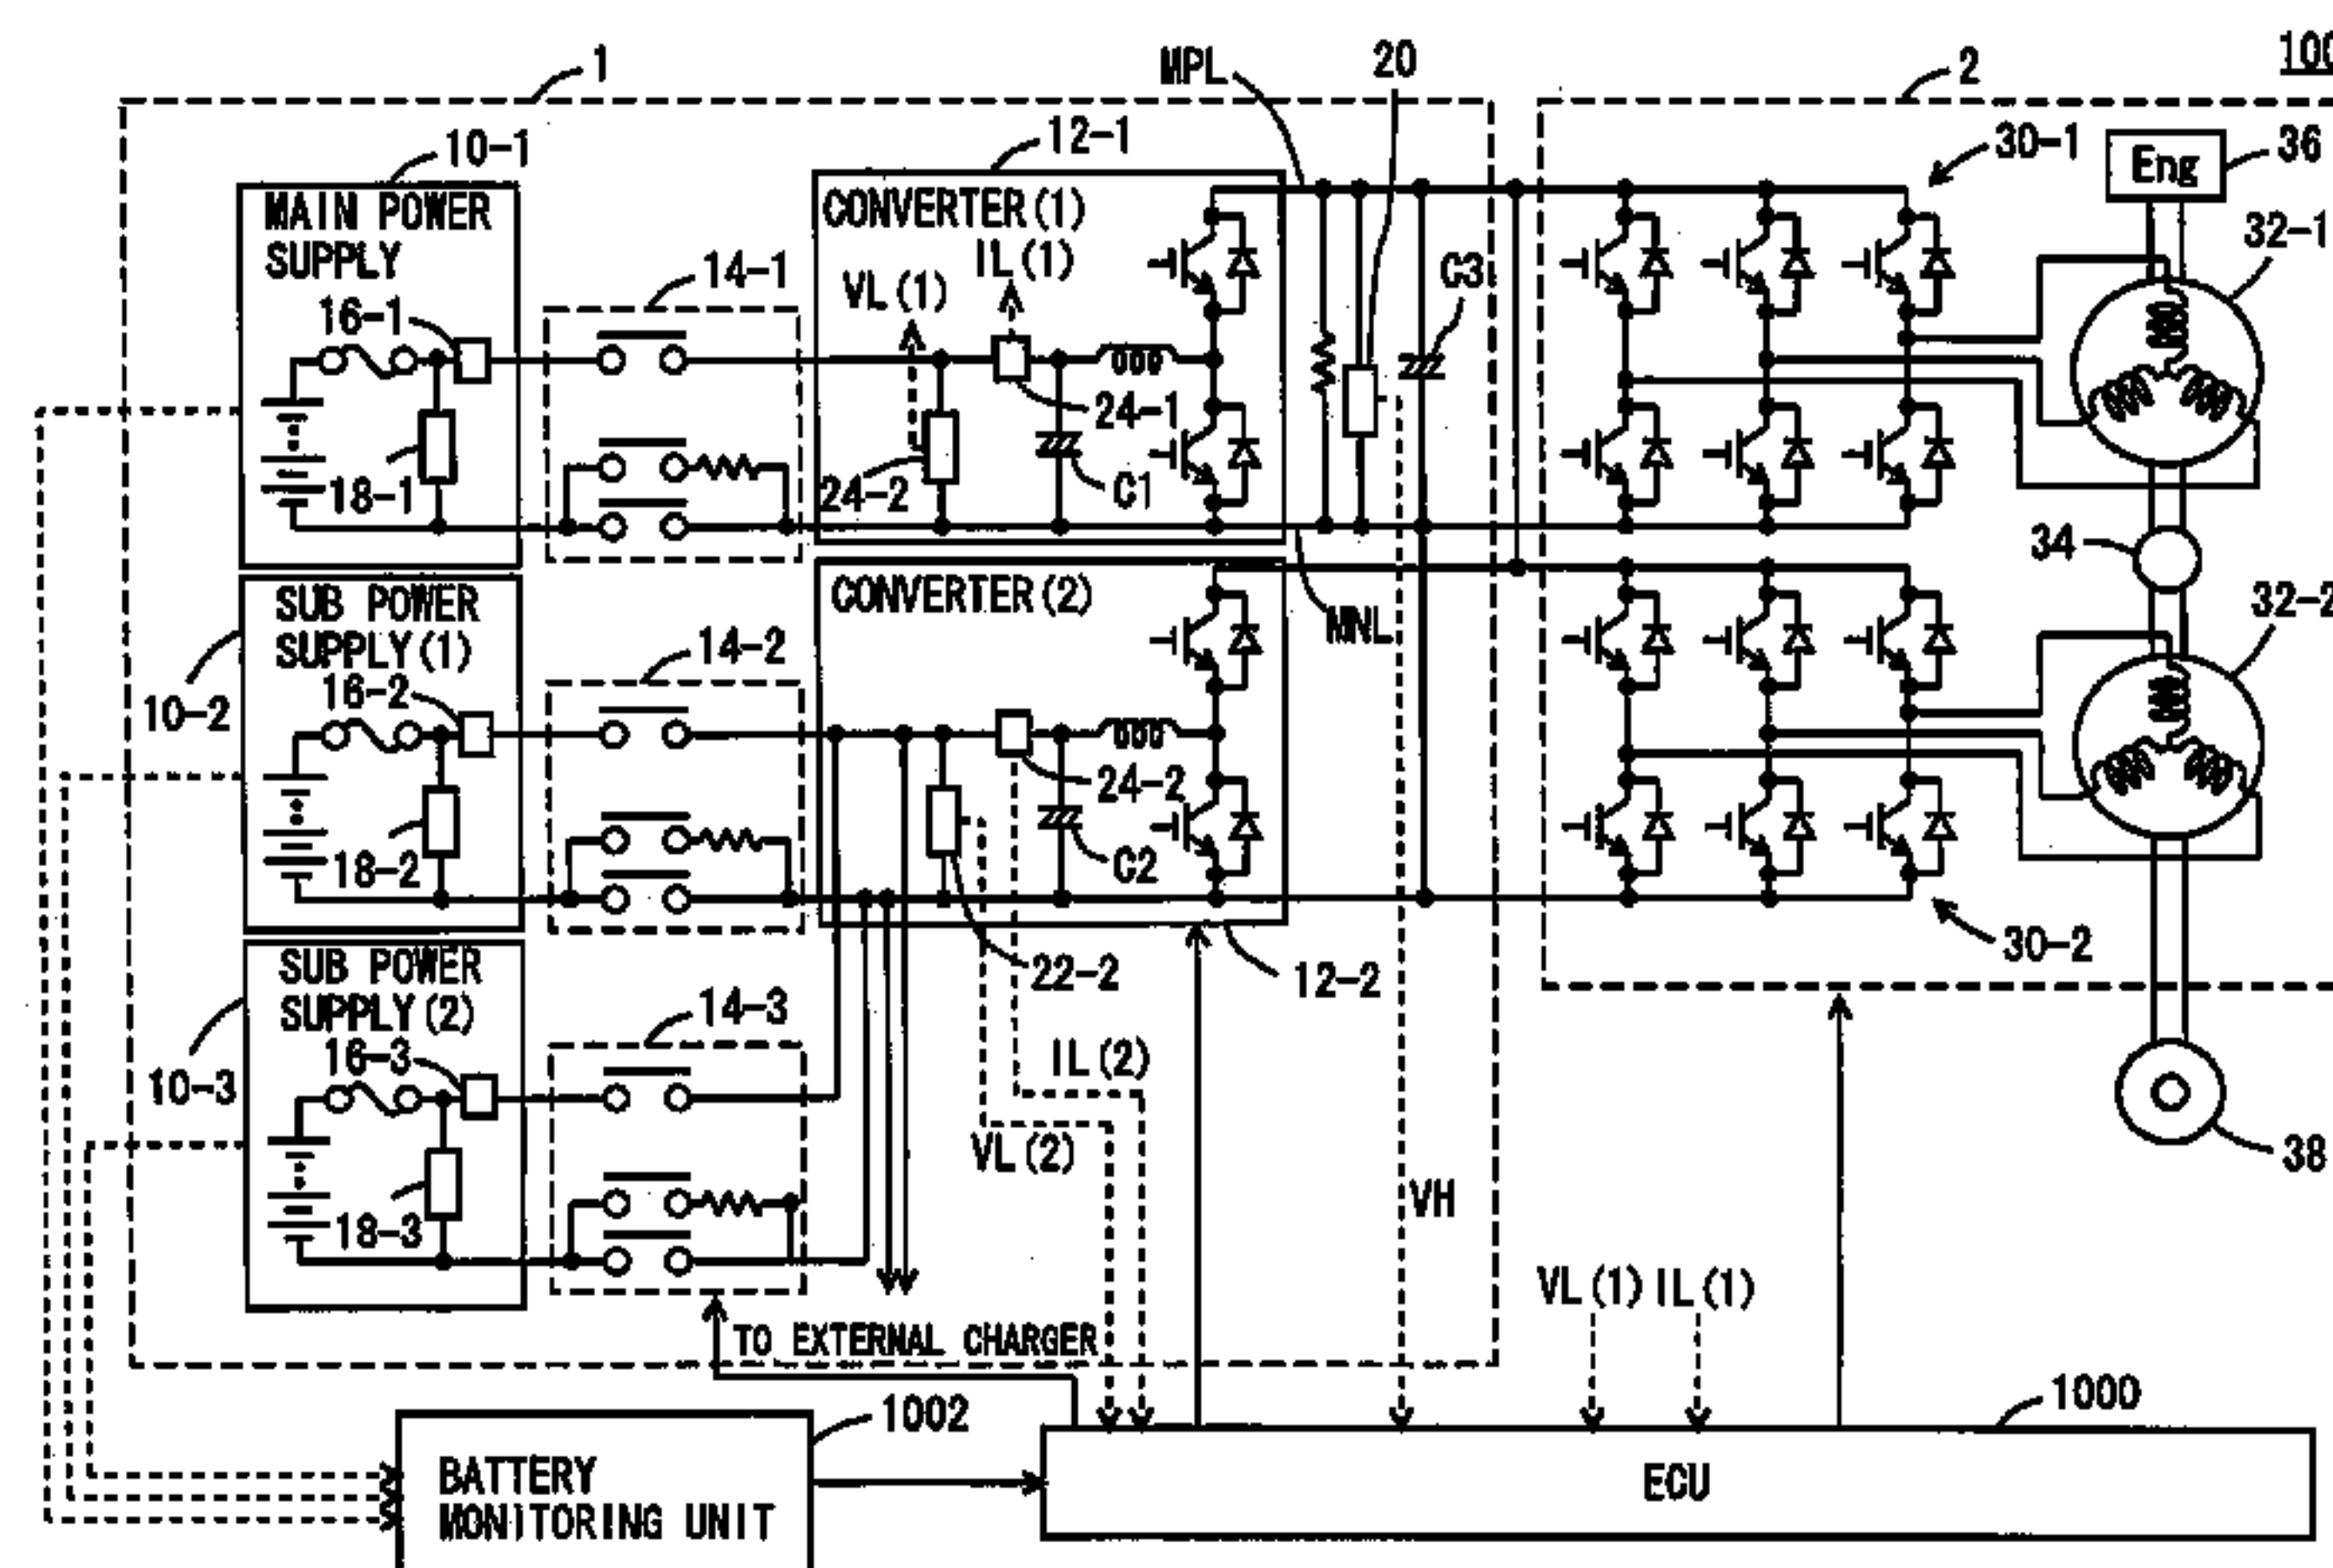 1
MPL
20
2
100
10-1
12-1
30-1
36
Eng
MAIN POWER
SUPPLY
CONVERTER(1)
IL(1)
VL(1)
14-1
C3
32-1
16-1
24-1
18-1
24-2
C1
34
SUB POWER
SUPPLY(1)
CONVERTER(2)
MNL
32-2
14-2
16-2
10-2
24-2
18-2
C2
30-2
SUB POWER
SUPPLY(2)
22-2
12-2
14-3
16-3
IL(2)
10-3
VL(2)
38
VH
18-3
VL(1) IL(1)
TO EXTERNAL CHARGER
1002
1000
BATTERY
MONITORING UNIT
ECU